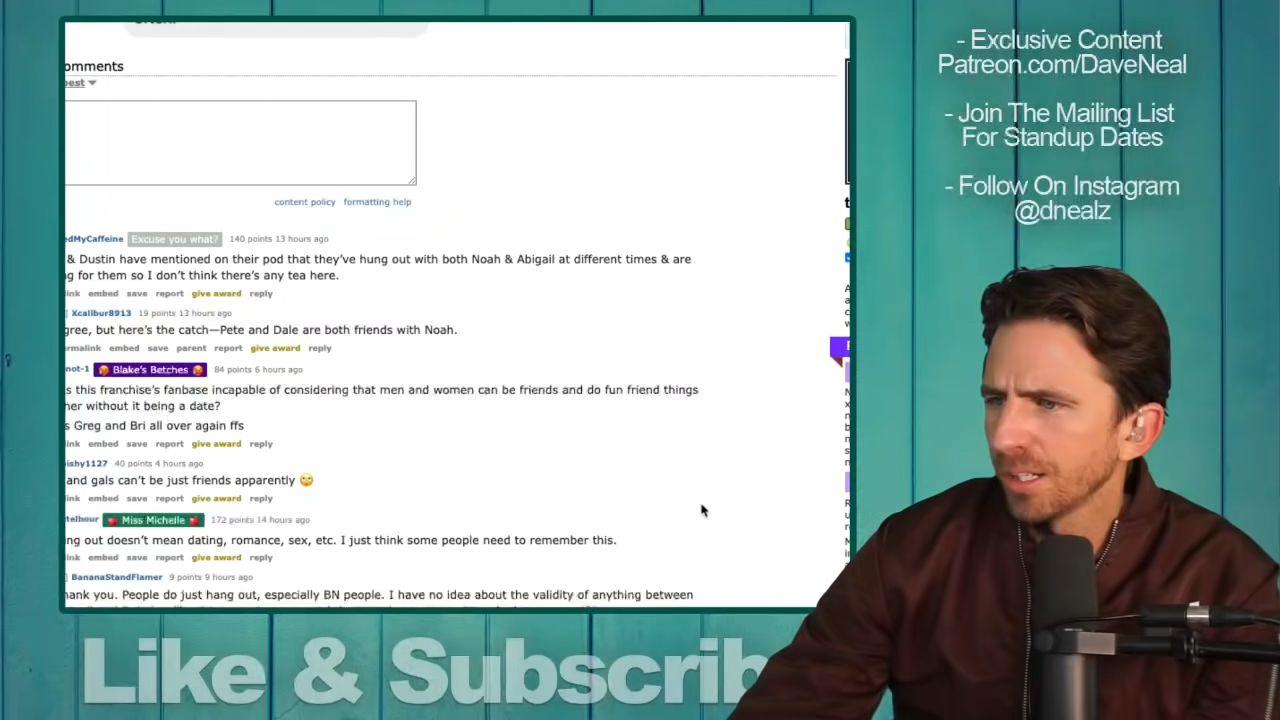 omments
best
content policy formatting help
edMyCaffeine Excuse you what? 140 points 13 hours ago
& Dustin have mentioned on their pod that they've hung out with both Noah & Abigail at different times & are
g for them so I don't think there's any tea here.
link embed save report give award reply
] Xcalibur8913 19 points 13 hours ago
gree, but here's the catch—Pete and Dale are both friends with Noah.
rmalink embed save parent report give award reply
not-1 Blake's Betches 84 points 6 hours ago
s this franchise's fanbase incapable of considering that men and women can be friends and do fun friend things
her without it being a date?
s Greg and Bri all over again ffs
link embed save report give award reply
ishy1127 40 points 4 hours ago
and gals can't be just friends apparently 🙄
link embed save report give award reply
telhour Miss Michelle 172 points 14 hours ago
ng out doesn't mean dating, romance, sex, etc. I just think some people need to remember this.
link embed save report give award reply
] BananaStandFlamer 9 points 9 hours ago
hank you. People do just hang out, especially BN people. I have no idea about the validity of anything between
- Exclusive Content
Patreon.com/DaveNeal
- Join The Mailing List
For Standup Dates
- Follow On Instagram
@dnealz
Like & Subscrib